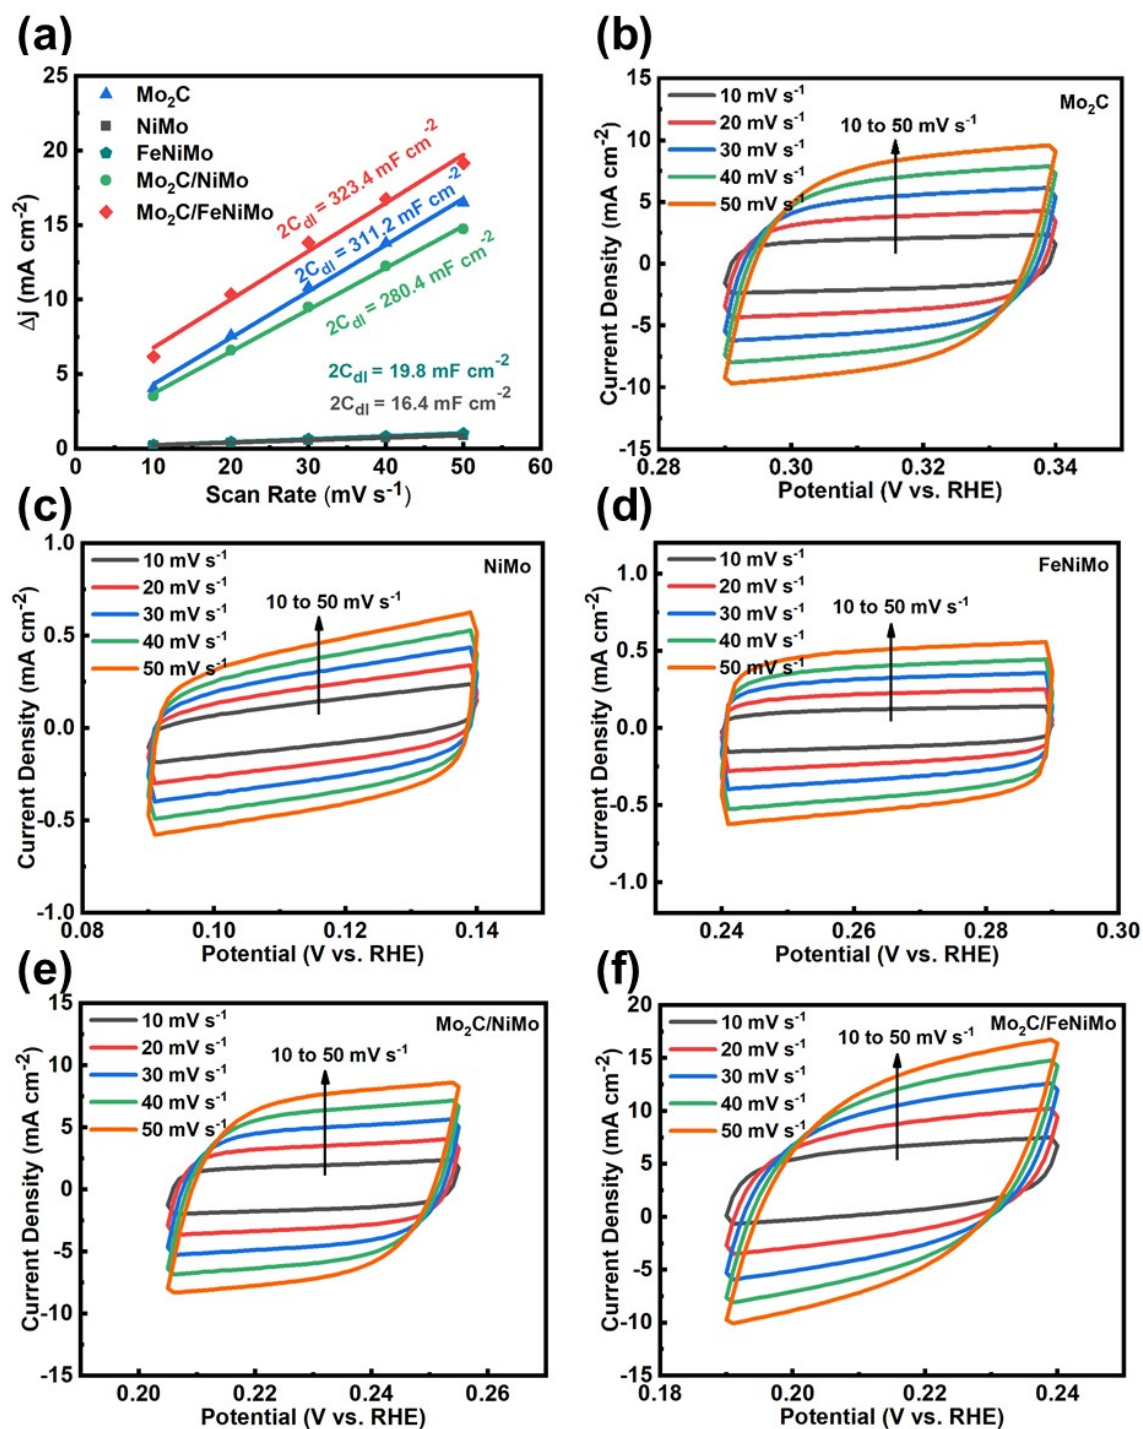 (a)
25
20
15
10
5
0
0 10 20 30 40 50 60
Δj (mA cm⁻²)
Scan Rate (mV s⁻¹)
Mo₂C
NiMo
FeNiMo
Mo₂C/NiMo
Mo₂C/FeNiMo
2C_dl = 323.4 mF cm⁻²
2C_dl = 311.2 mF cm⁻²
2C_dl = 280.4 mF cm⁻²
2C_dl = 19.8 mF cm⁻²
2C_dl = 16.4 mF cm⁻²
(b)
15
10
5
0
-5
-10
-15
0.28 0.30 0.32 0.34
Current Density (mA cm⁻²)
Potential (V vs. RHE)
10 mV s⁻¹
20 mV s⁻¹
30 mV s⁻¹
40 mV s⁻¹
50 mV s⁻¹
10 to 50 mV s⁻¹
Mo₂C
(c)
1.0
0.5
0.0
-0.5
-1.0
0.08 0.10 0.12 0.14
Current Density (mA cm⁻²)
Potential (V vs. RHE)
10 mV s⁻¹
20 mV s⁻¹
30 mV s⁻¹
40 mV s⁻¹
50 mV s⁻¹
10 to 50 mV s⁻¹
NiMo
(d)
1.0
0.5
0.0
-0.5
-1.0
0.24 0.26 0.28 0.30
Current Density (mA cm⁻²)
Potential (V vs. RHE)
10 mV s⁻¹
20 mV s⁻¹
30 mV s⁻¹
40 mV s⁻¹
50 mV s⁻¹
10 to 50 mV s⁻¹
FeNiMo
(e)
15
10
5
0
-5
-10
-15
0.20 0.22 0.24 0.26
Current Density (mA cm⁻²)
Potential (V vs. RHE)
10 mV s⁻¹
20 mV s⁻¹
30 mV s⁻¹
40 mV s⁻¹
50 mV s⁻¹
10 to 50 mV s⁻¹
Mo₂C/NiMo
(f)
20
15
10
5
0
-5
-10
-15
0.18 0.20 0.22 0.24
Current Density (mA cm⁻²)
Potential (V vs. RHE)
10 mV s⁻¹
20 mV s⁻¹
30 mV s⁻¹
40 mV s⁻¹
50 mV s⁻¹
10 to 50 mV s⁻¹
Mo₂C/FeNiMo